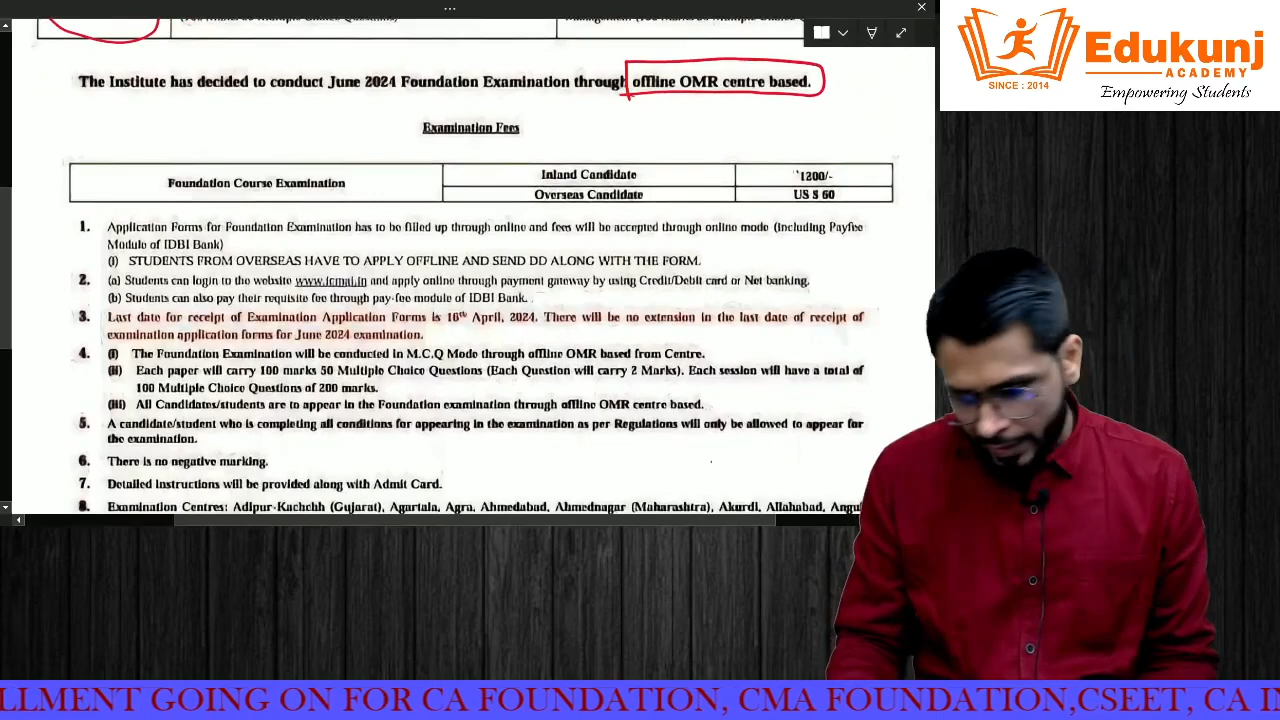 The Institute has decided to conduct June 2024 Foundation Examination through offline OMR centre based.
Examination Fees
Foundation Course Examination
Inland Candidate
`1200/-
Overseas Candidate
US $ 60
1. Application Forms for Foundation Examination has to be filled up through online and fees will be accepted through online mode (including Payfee
Module of IDBI Bank)
(i) STUDENTS FROM OVERSEAS HAVE TO APPLY OFFLINE AND SEND DD ALONG WITH THE FORM.
2. (a) Students can login to the website www.icmai.in and apply online through payment gateway by using Credit/Debit card or Net banking.
(b) Students can also pay their requisite fee through pay-fee module of IDBI Bank.
3. Last date for receipt of Examination Application Forms is 16th April, 2024. There will be no extension in the last date of receipt of
examination application forms for June 2024 examination.
4. (i) The Foundation Examination will be conducted in M.C.Q Mode through offline OMR based from Centre.
(ii) Each paper will carry 100 marks 50 Multiple Choice Questions (Each Question will carry 2 Marks). Each session will have a total of
100 Multiple Choice Questions of 200 marks.
(iii) All Candidates/students are to appear in the Foundation examination through offline OMR centre based.
5. A candidate/student who is completing all conditions for appearing in the examination as per Regulations will only be allowed to appear for
the examination.
6. There is no negative marking.
7. Detailed instructions will be provided along with Admit Card.
8. Examination Centres: Adipur-Kachchh (Gujarat), Agartala, Agra, Ahmedabad, Ahmednagar (Maharashtra), Akurdi, Allahabad, Angul
Edukunj
ACADEMY
SINCE : 2014
Empowering Students
LLMENT GOING ON FOR CA FOUNDATION, CMA FOUNDATION,CSEET, CA IN